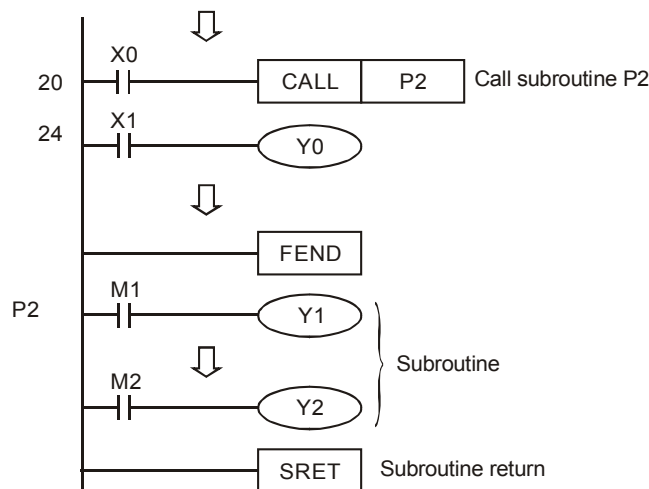 X0
20 CALL P2 Call subroutine P2
X1
24 Y0
FEND
M1
P2 Y1
Subroutine
M2
Y2
SRET Subroutine return